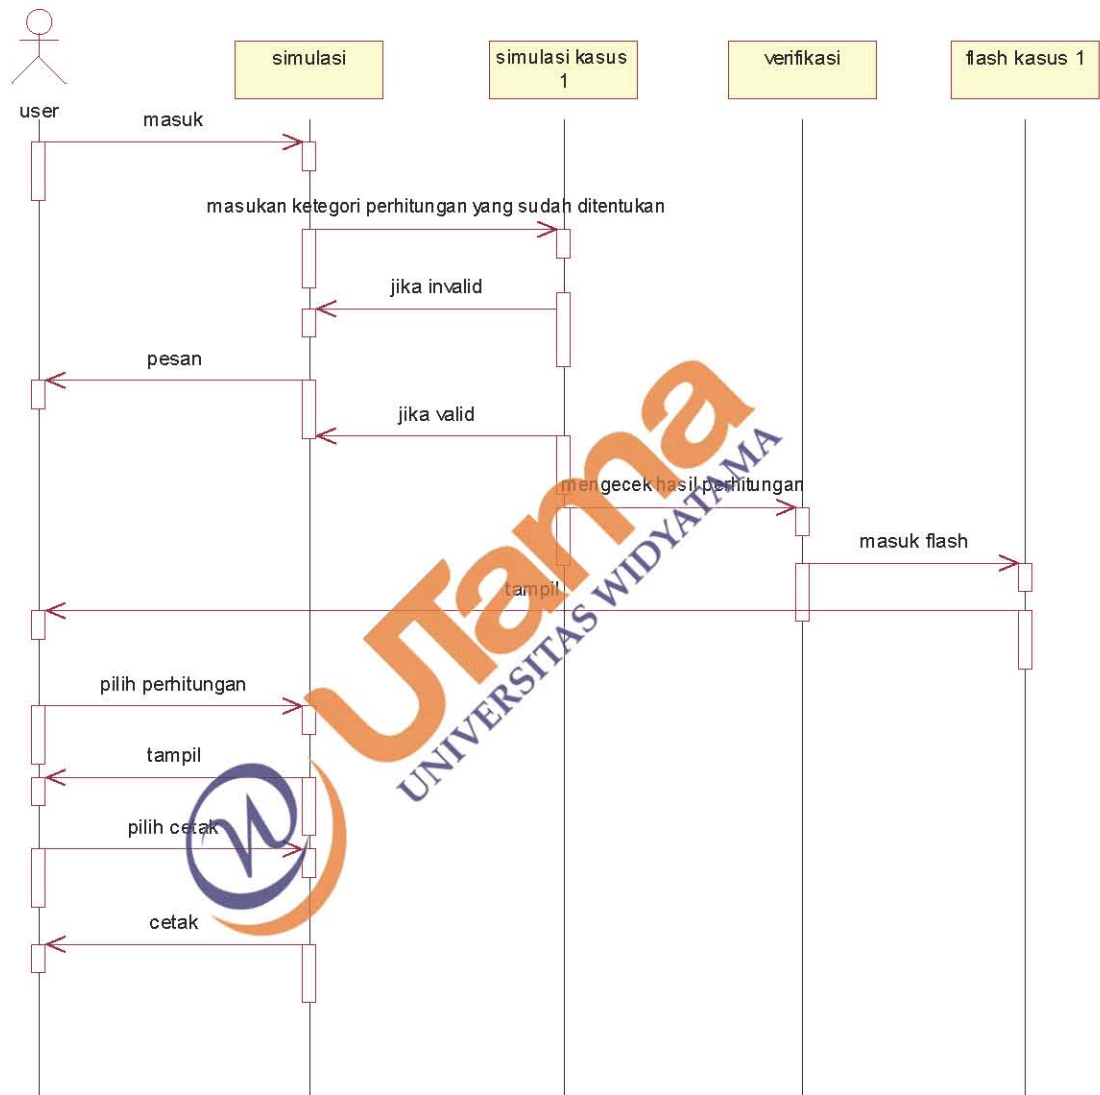 simulasi
simulasi kasus
1
verifikasi
flash kasus 1
user
masuk
masukan ketegori perhitungan yang sudah ditentukan
jika invalid
pesan
jika valid
mengecek hasil perhitungan
masuk flash
tampil
pilih perhitungan
tampil
pilih cetak
cetak
UTama
UNIVERSITAS WIDYATAMA